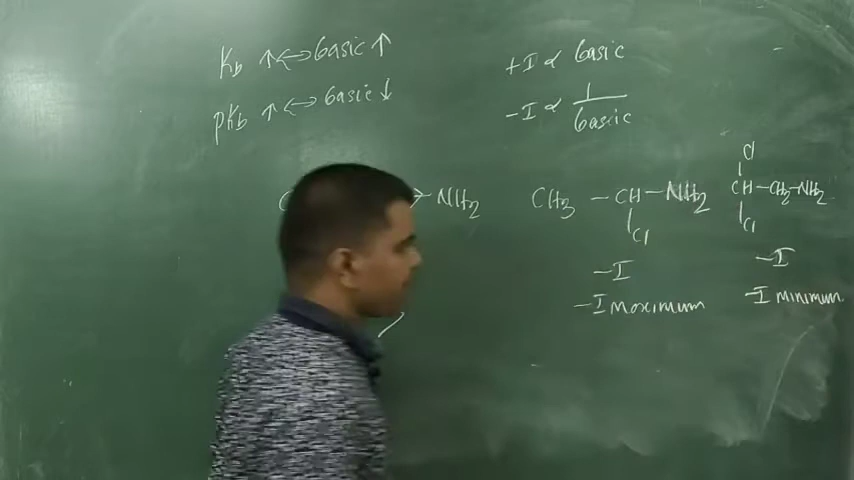 Kb ↑ ↔ basic ↑
pKb ↑ ↔ basic ↓
+I ∝ basic
-I ∝ 1/basic
NH2
CH3 - CH - NH2
Cl
-I
-I maximum
Cl
CH - CH2 - NH2
Cl
-I
-I minimum